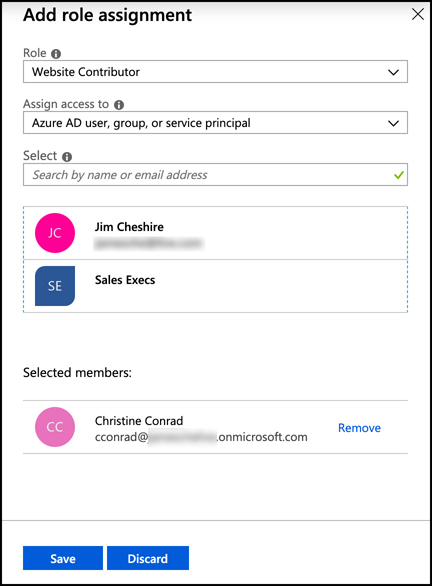 Add role assignment
Role
Website Contributor
Assign access to
Azure AD user, group, or service principal
Select
Search by name or email address
JC
Jim Cheshire
SE
Sales Execs
Selected members:
CC
Christine Conrad
cconrad@ .onmicrosoft.com
Remove
Save
Discard